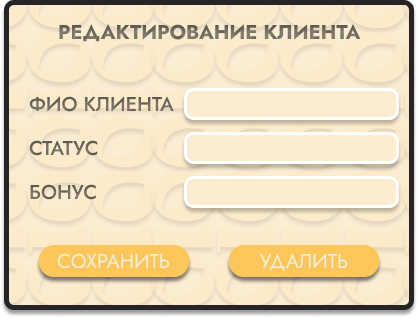 РЕДАКТИРОВАНИЕ КЛИЕНТА
ФИО КЛИЕНТА
СТАТУС
БОНУС
СОХРАНИТЬ УДАЛИТЬ